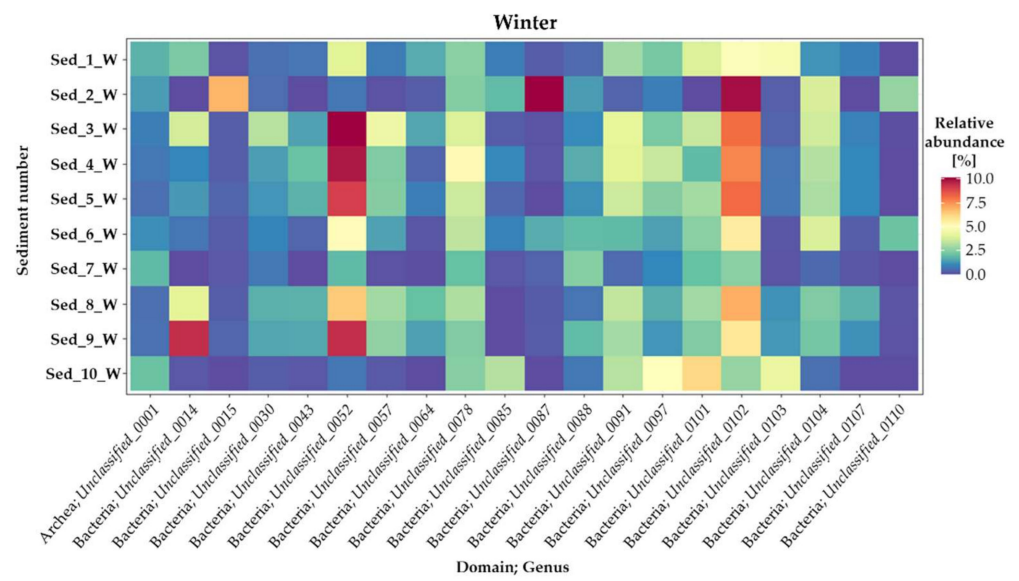 Winter
Sediment number
Sed_1_W
Sed_2_W
Sed_3_W
Sed_4_W
Sed_5_W
Sed_6_W
Sed_7_W
Sed_8_W
Sed_9_W
Sed_10_W
Relative
abundance
[%]
10.0
7.5
5.0
2.5
0.0
Archea; Unclassified_0001
Bacteria; Unclassified_0014
Bacteria; Unclassified_0015
Bacteria; Unclassified_0030
Bacteria; Unclassified_0043
Bacteria; Unclassified_0052
Bacteria; Unclassified_0057
Bacteria; Unclassified_0064
Bacteria; Unclassified_0078
Bacteria; Unclassified_0085
Bacteria; Unclassified_0087
Bacteria; Unclassified_0088
Bacteria; Unclassified_0091
Bacteria; Unclassified_0097
Bacteria; Unclassified_0101
Bacteria; Unclassified_0102
Bacteria; Unclassified_0103
Bacteria; Unclassified_0104
Bacteria; Unclassified_0107
Bacteria; Unclassified_0110
Domain; Genus